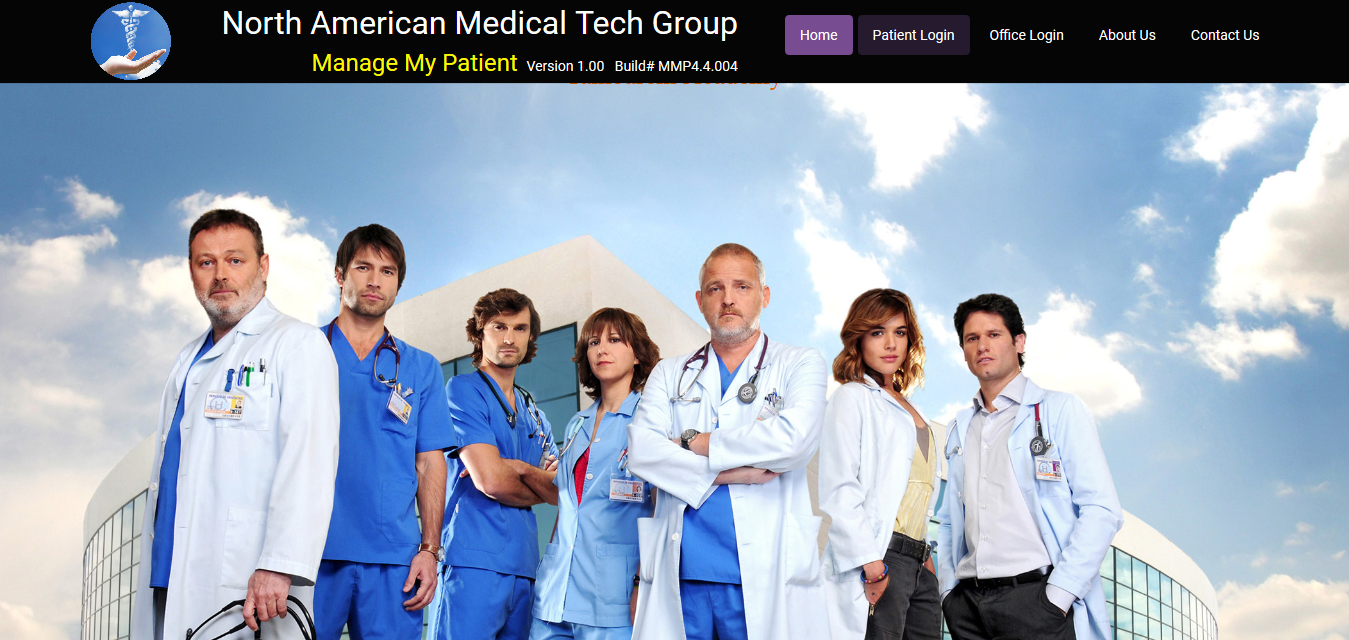 North American Medical Tech Group
Manage My Patient Version 1.00 Build# MMP4.4.004
Home Patient Login Office Login About Us Contact Us